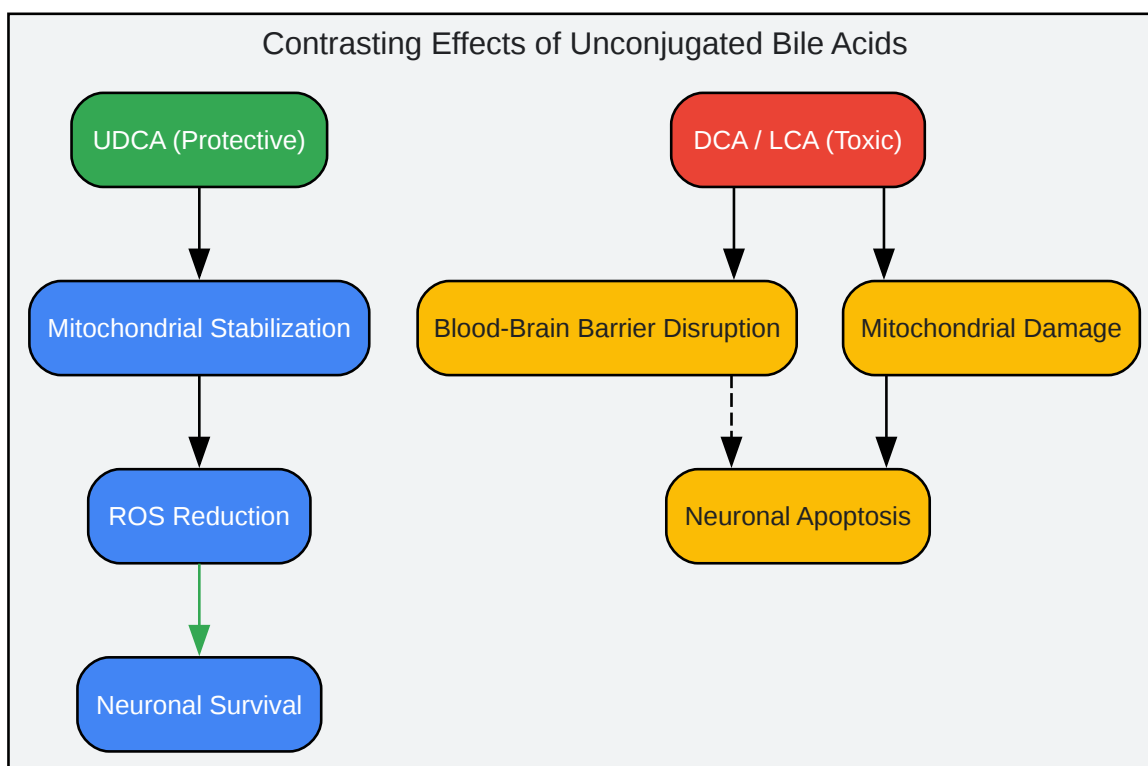 Contrasting Effects of Unconjugated Bile Acids
UDCA (Protective)
DCA / LCA (Toxic)
Mitochondrial Stabilization
Blood-Brain Barrier Disruption
Mitochondrial Damage
ROS Reduction
Neuronal Apoptosis
Neuronal Survival